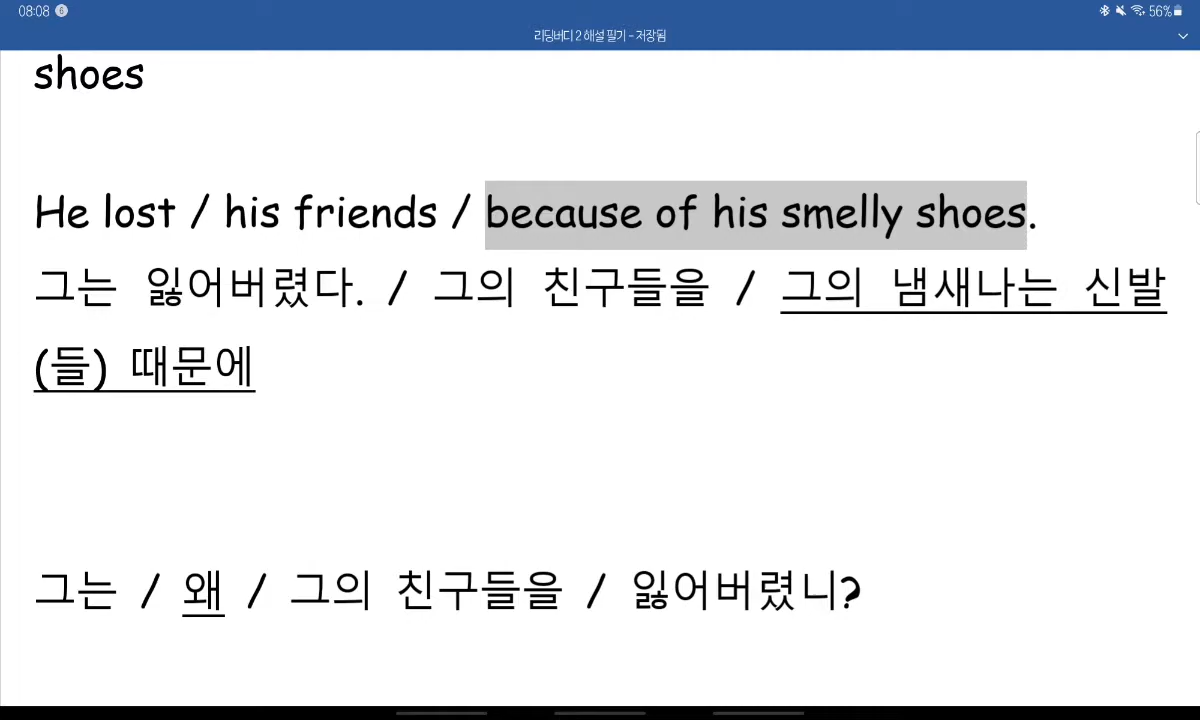 08:08 6 56%
리딩버디 2 해설 필기 - 저장됨
shoes
He lost / his friends / because of his smelly shoes.
그는 잃어버렸다. / 그의 친구들을 / 그의 냄새나는 신발
(들) 때문에
그는 / 왜 / 그의 친구들을 / 잃어버렸니?